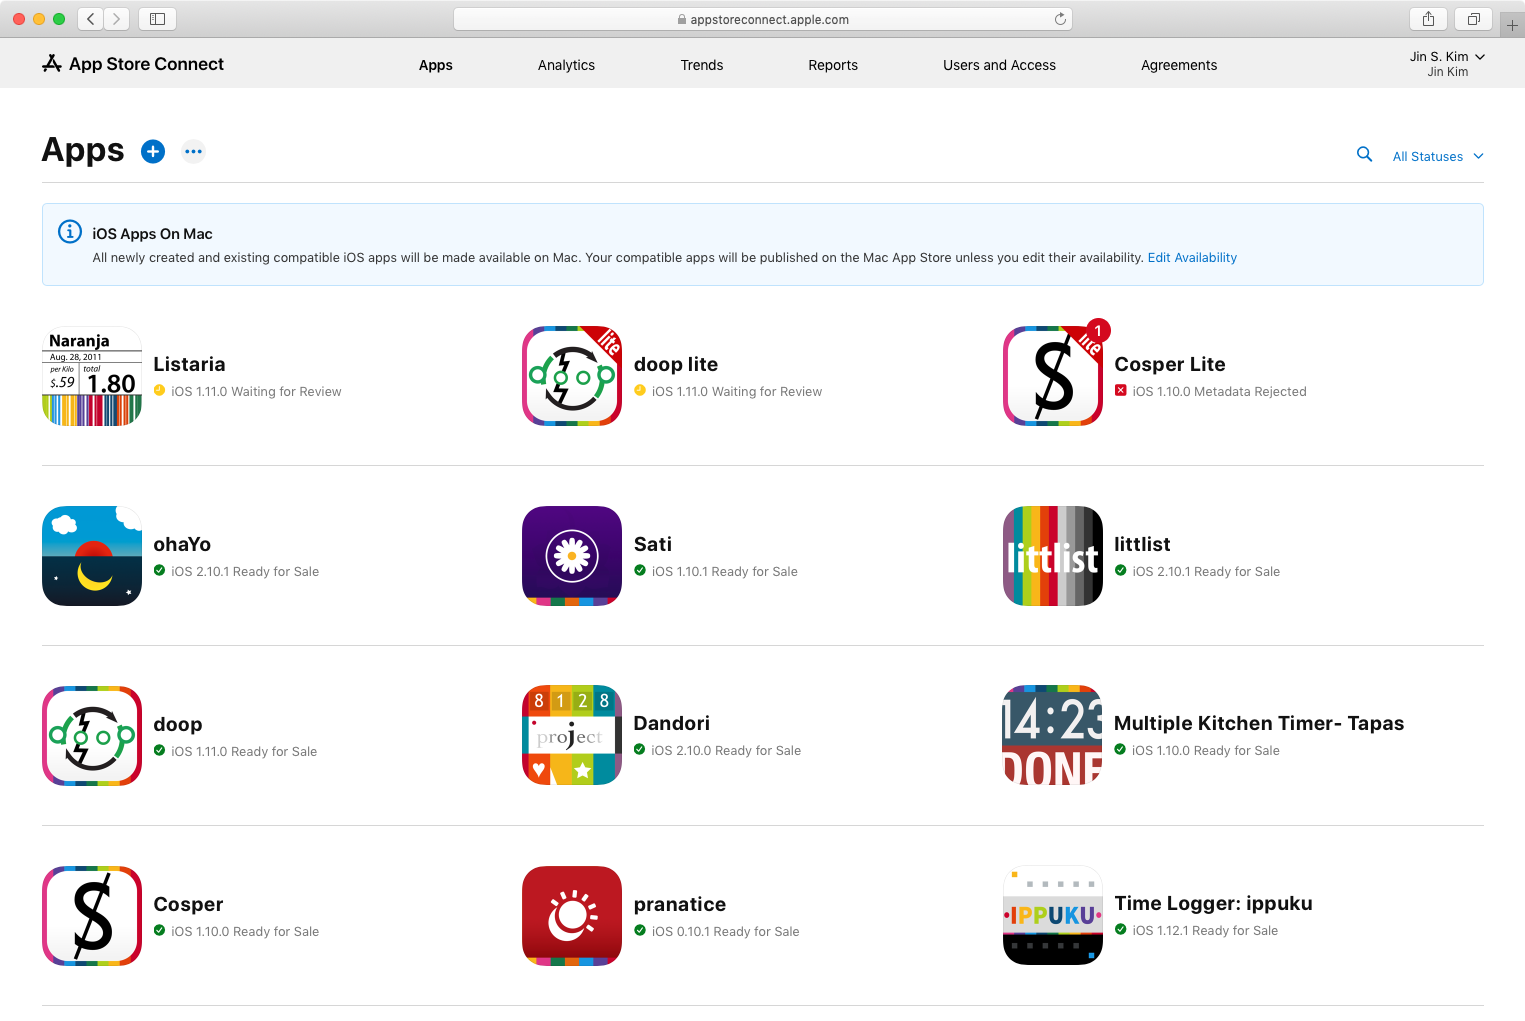 appstoreconnect.apple.com
App Store Connect
Apps
Analytics
Trends
Reports
Users and Access
Agreements
Jin S. Kim
Jin Kim
Apps
All Statuses
iOS Apps On Mac
All newly created and existing compatible iOS apps will be made available on Mac. Your compatible apps will be published on the Mac App Store unless you edit their availability. Edit Availability
Naranja
Aug. 28, 2011
per Kilo total
$.59 1.80
Listaria
iOS 1.11.0 Waiting for Review
lite
doop lite
iOS 1.11.0 Waiting for Review
1
lite
$
Cosper Lite
iOS 1.10.0 Metadata Rejected
ohaYo
iOS 2.10.1 Ready for Sale
Sati
iOS 1.10.1 Ready for Sale
littlist
littlist
iOS 2.10.1 Ready for Sale
doop
iOS 1.11.0 Ready for Sale
8 1 2 8
project
Dandori
iOS 2.10.0 Ready for Sale
14:23
DONE
Multiple Kitchen Timer- Tapas
iOS 1.10.0 Ready for Sale
$
Cosper
iOS 1.10.0 Ready for Sale
pranatice
iOS 0.10.1 Ready for Sale
IPPUKU
Time Logger: ippuku
iOS 1.12.1 Ready for Sale